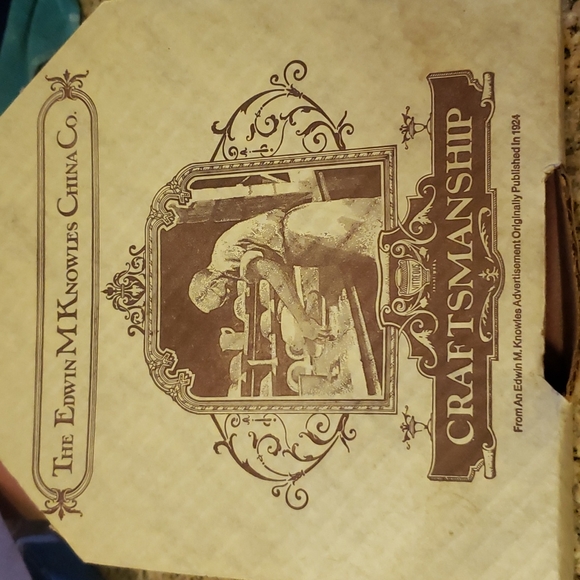 THE EDWIN M KNOWLES CHINA CO.
CRAFTSMANSHIP
From An Edwin M. Knowles Advertisement Originally Published In 1924